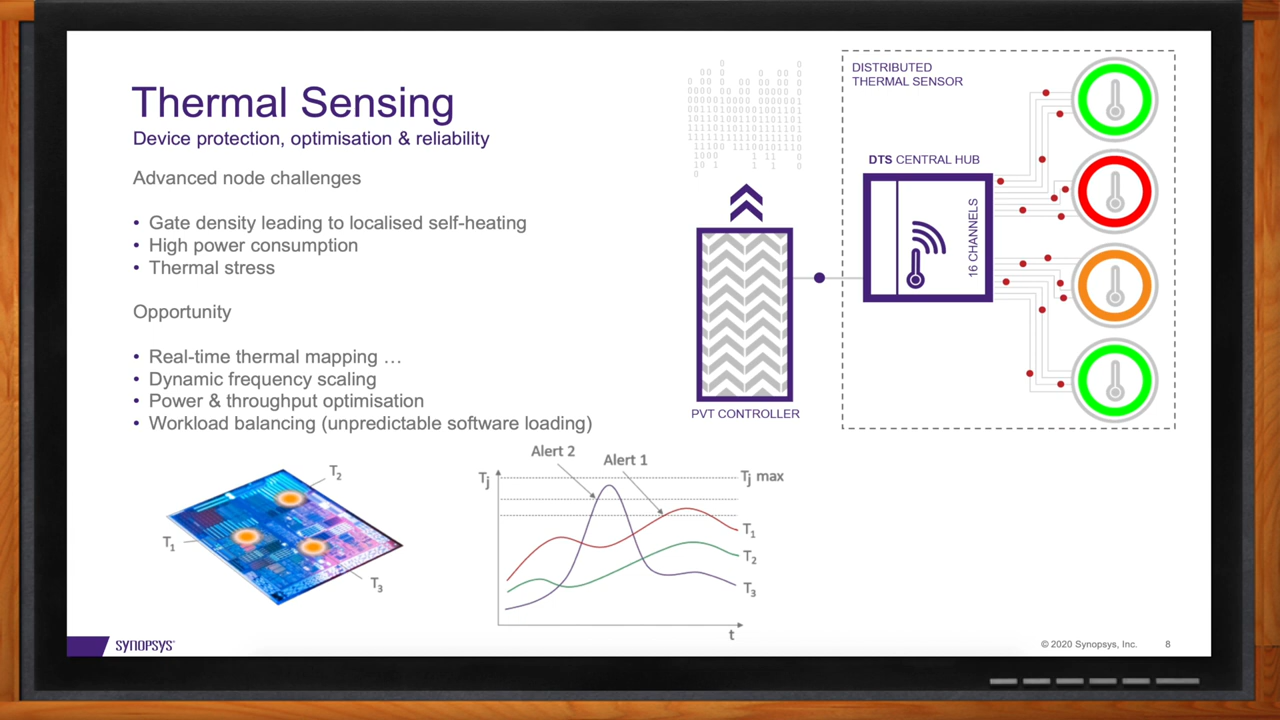 Thermal Sensing
Device protection, optimisation & reliability
Advanced node challenges
• Gate density leading to localised self-heating
• High power consumption
• Thermal stress
Opportunity
• Real-time thermal mapping …
• Dynamic frequency scaling
• Power & throughput optimisation
• Workload balancing (unpredictable software loading)
DISTRIBUTED
THERMAL SENSOR
DTS CENTRAL HUB
16 CHANNELS
PVT CONTROLLER
T1
T2
T3
Alert 2
Alert 1
Tj
Tj max
T1
T2
T3
t
SYNOPSYS
© 2020 Synopsys, Inc.
8